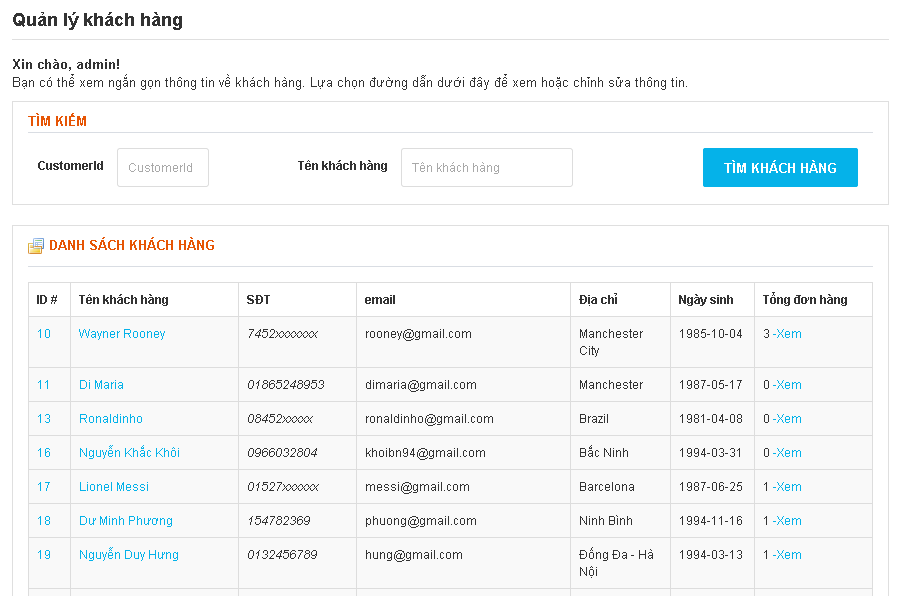 Quản lý khách hàng
Xin chào, admin!
Bạn có thể xem ngắn gọn thông tin về khách hàng. Lựa chọn đường dẫn dưới đây để xem hoặc chỉnh sửa thông tin.
TÌM KIẾM
CustomerId CustomerId Tên khách hàng Tên khách hàng TÌM KHÁCH HÀNG
DANH SÁCH KHÁCH HÀNG
ID # Tên khách hàng SĐT email Địa chỉ Ngày sinh Tổng đơn hàng
10 Wayner Rooney 7452xxxxxxx rooney@gmail.com Manchester 1985-10-04 3 -Xem
City
11 Di Maria 01865248953 dimaria@gmail.com Manchester 1987-05-17 0 -Xem
13 Ronaldinho 08452xxxxx ronaldinho@gmail.com Brazil 1981-04-08 0 -Xem
16 Nguyễn Khắc Khôi 0966032804 khoibn94@gmail.com Bắc Ninh 1994-03-31 0 -Xem
17 Lionel Messi 01527xxxxxx messi@gmail.com Barcelona 1987-06-25 1 -Xem
18 Dư Minh Phương 154782369 phuong@gmail.com Ninh Bình 1994-11-16 1 -Xem
19 Nguyễn Duy Hưng 0132456789 hung@gmail.com Đống Đa - Hà 1994-03-13 1 -Xem
Nội